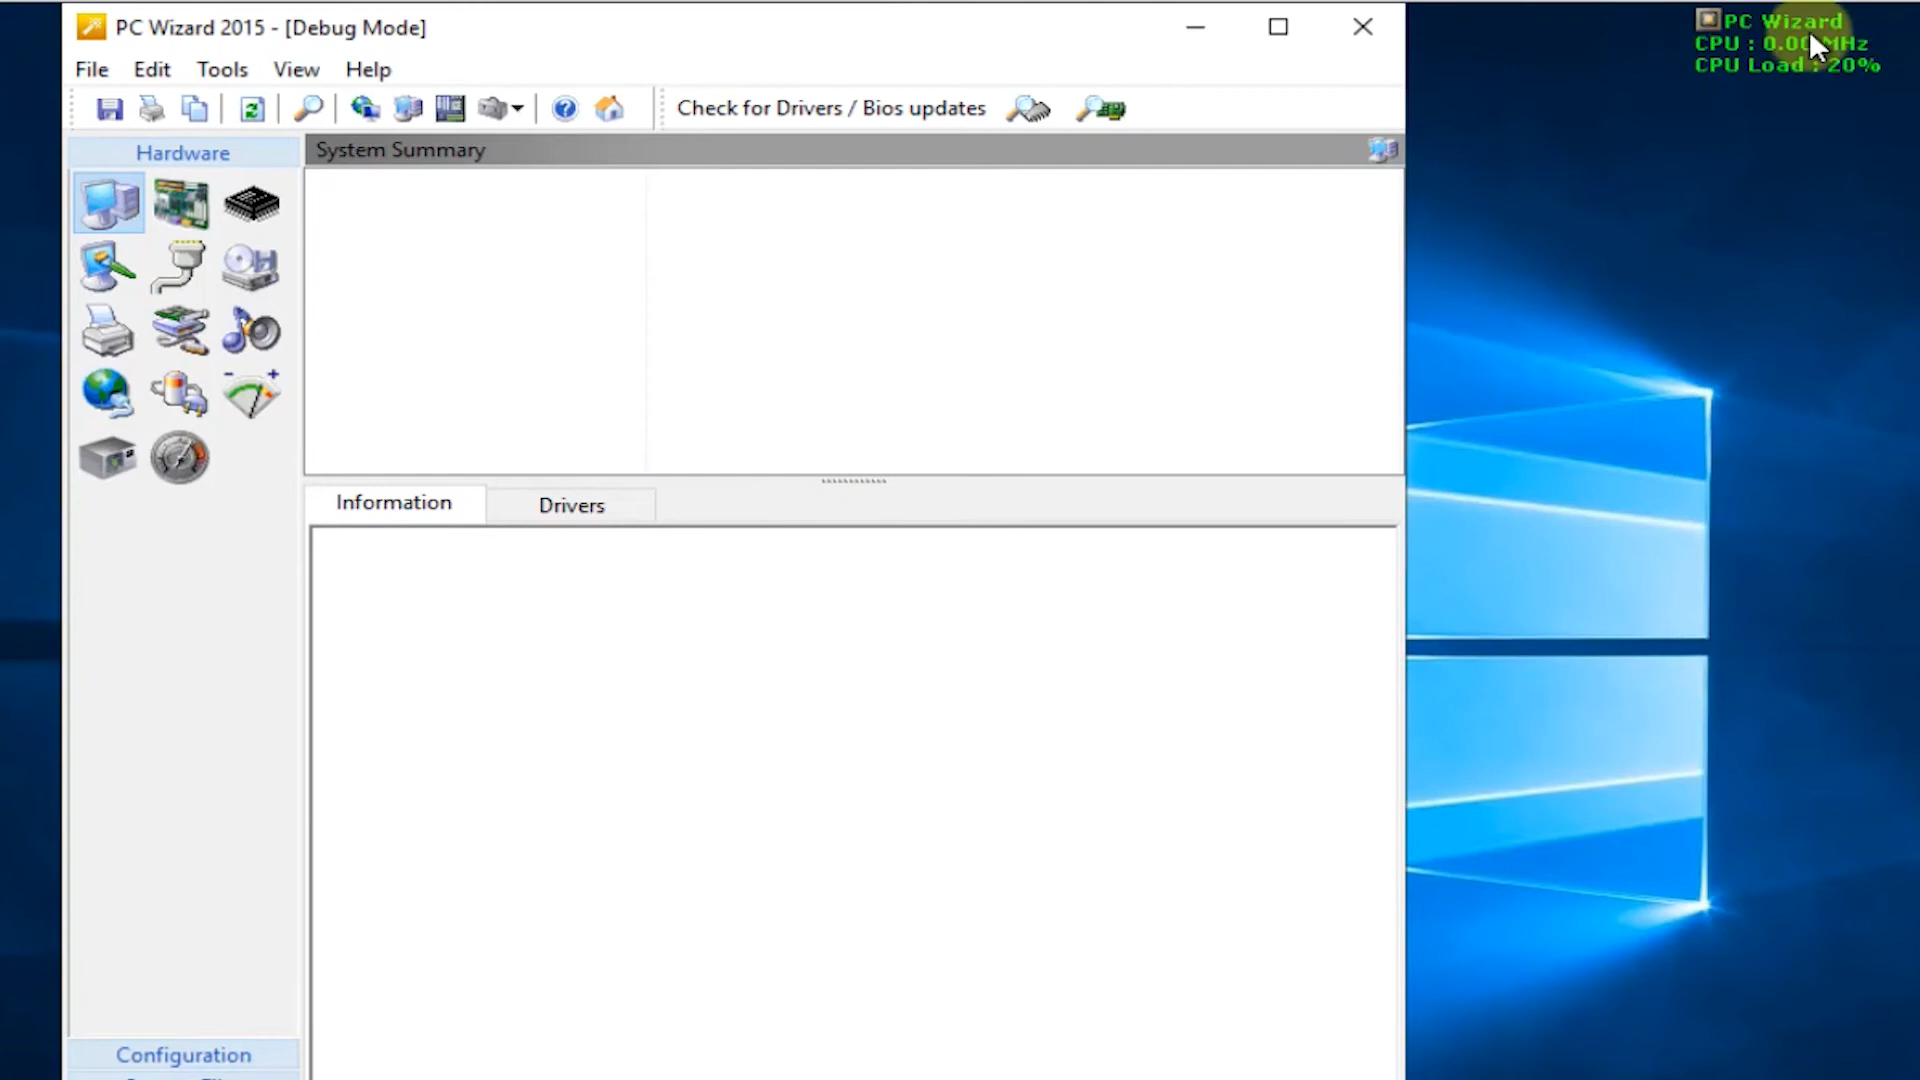 PC Wizard 2015 - [Debug Mode]
File Edit Tools View Help
Check for Drivers / Bios updates
Hardware
System Summary
Information
Drivers
Configuration
PC Wizard
CPU : 0.00 MHz
CPU Load : 20%